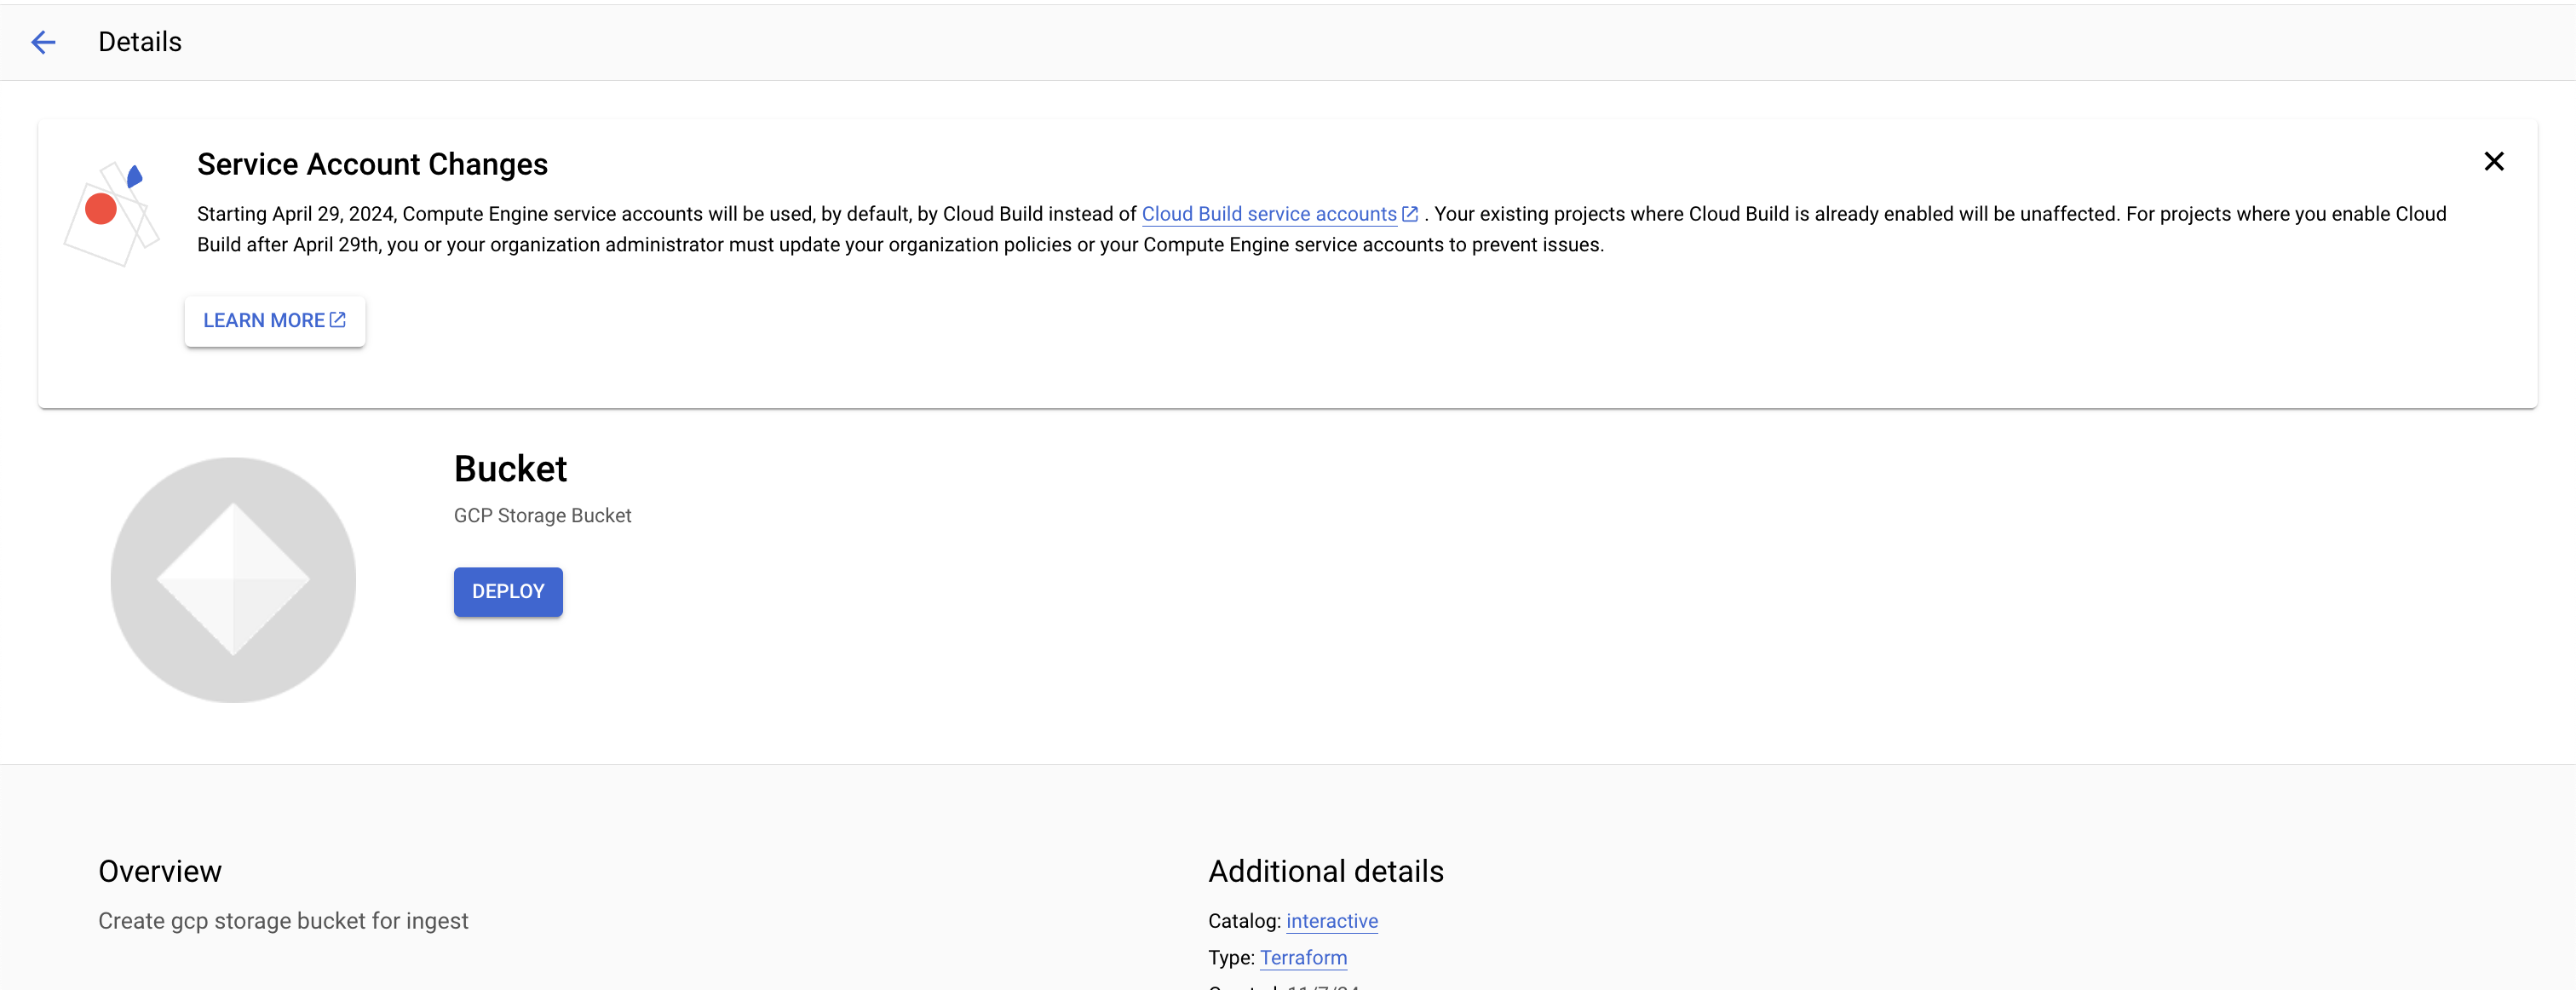 Details
Service Account Changes
Starting April 29, 2024, Compute Engine service accounts will be used, by default, by Cloud Build instead of Cloud Build service accounts . Your existing projects where Cloud Build is already enabled will be unaffected. For projects where you enable Cloud
Build after April 29th, you or your organization administrator must update your organization policies or your Compute Engine service accounts to prevent issues.
LEARN MORE
Bucket
GCP Storage Bucket
DEPLOY
Overview
Create gcp storage bucket for ingest
Additional details
Catalog: interactive
Type: Terraform